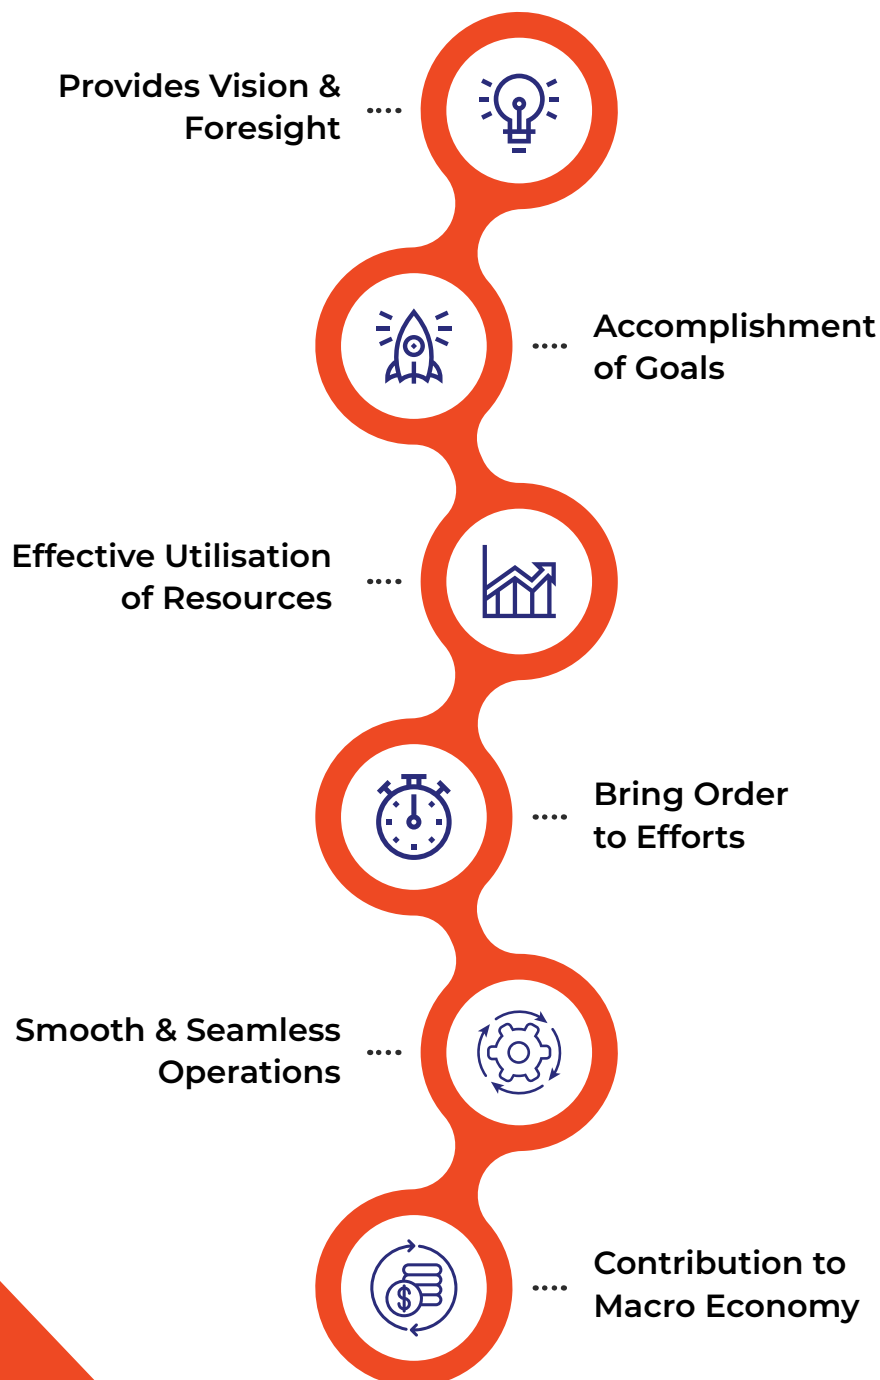 Provides Vision &
Foresight
Accomplishment
of Goals
Effective Utilisation
of Resources
Bring Order
to Efforts
Smooth & Seamless
Operations
Contribution to
Macro Economy
$